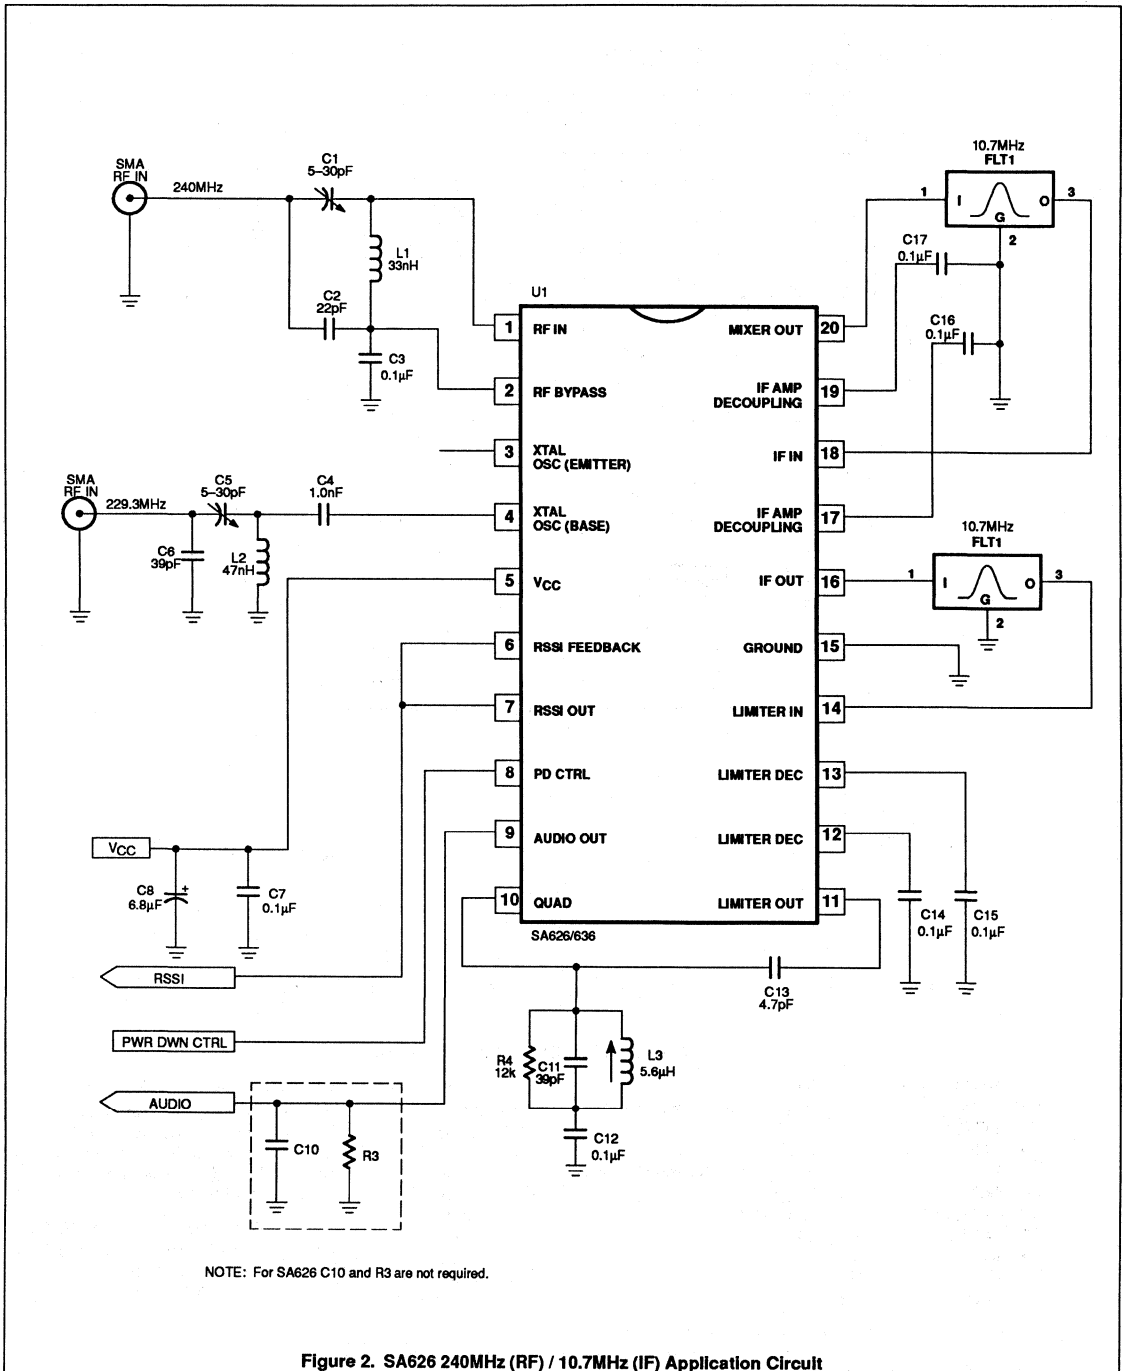 10.7MHz
FLT1
SMA
RF IN
240MHz
C1
5–30pF
1
I
O
G
3
2
L1
33nH
C2
22pF
C3
0.1μF
C17
0.1μF
C16
0.1μF
U1
1 RF IN
2 RF BYPASS
3 XTAL
OSC (EMITTER)
4 XTAL
OSC (BASE)
5 VCC
6 RSSI FEEDBACK
7 RSSI OUT
8 PD CTRL
9 AUDIO OUT
10 QUAD
MIXER OUT 20
IF AMP
DECOUPLING 19
IF IN 18
IF AMP
DECOUPLING 17
IF OUT 16
GROUND 15
LIMITER IN 14
LIMITER DEC 13
LIMITER DEC 12
LIMITER OUT 11
SA626/636
SMA
RF IN
229.3MHz
C5
5–30pF
C4
1.0nF
C6
39pF
L2
47nH
10.7MHz
FLT1
1
I
O
G
3
2
VCC
C8
+
6.8μF
C7
0.1μF
RSSI
PWR DWN CTRL
AUDIO
C10
R3
C14
0.1μF
C15
0.1μF
C13
4.7pF
R4
12k
C11
39pF
L3
5.6μH
C12
0.1μF
NOTE: For SA626 C10 and R3 are not required.
Figure 2. SA626 240MHz (RF) / 10.7MHz (IF) Application Circuit